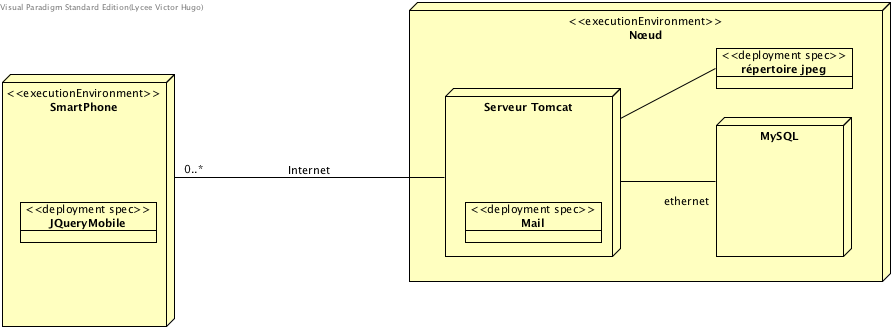 Visual Paradigm Standard Edition(Lycee Victor Hugo)
<<executionEnvironment>>
Nœud
<<deployment spec>>
répertoire jpeg
<<executionEnvironment>>
SmartPhone
Serveur Tomcat
MySQL
0..*
Internet
ethernet
<<deployment spec>>
JQueryMobile
<<deployment spec>>
Mail